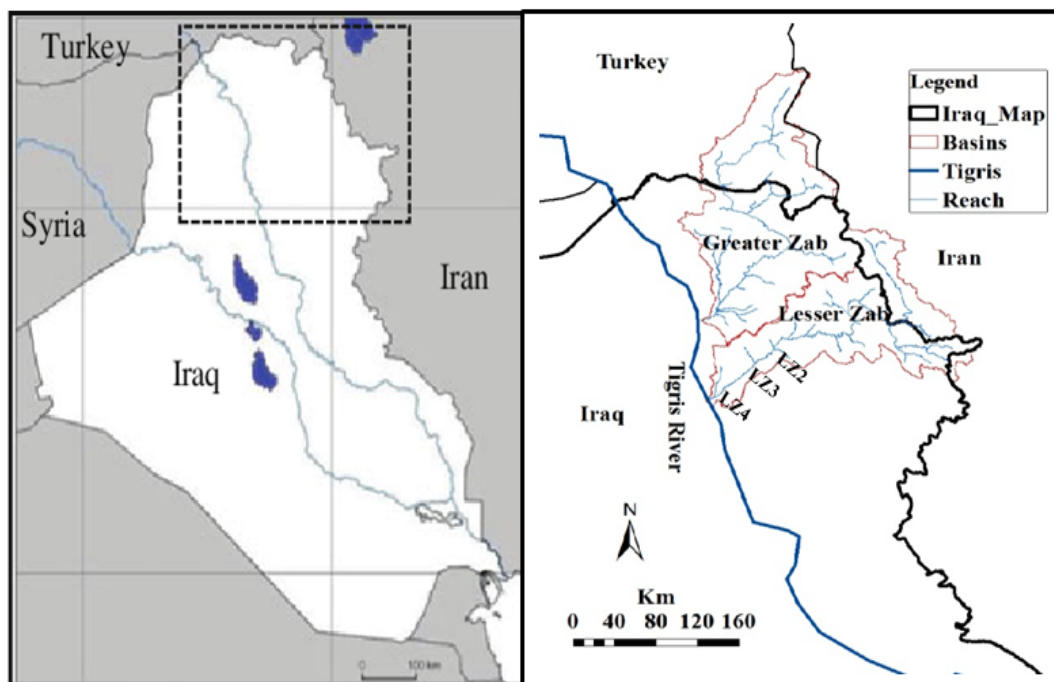 Turkey
Syria
Iran
Iraq
0 100 km
Turkey
Legend
Iraq_Map
Basins
Tigris
Reach
Greater Zab
Iran
Lesser Zab
LZ2
LZ3
LZ4
Iraq
Tigris River
N
Km
0 40 80 120 160